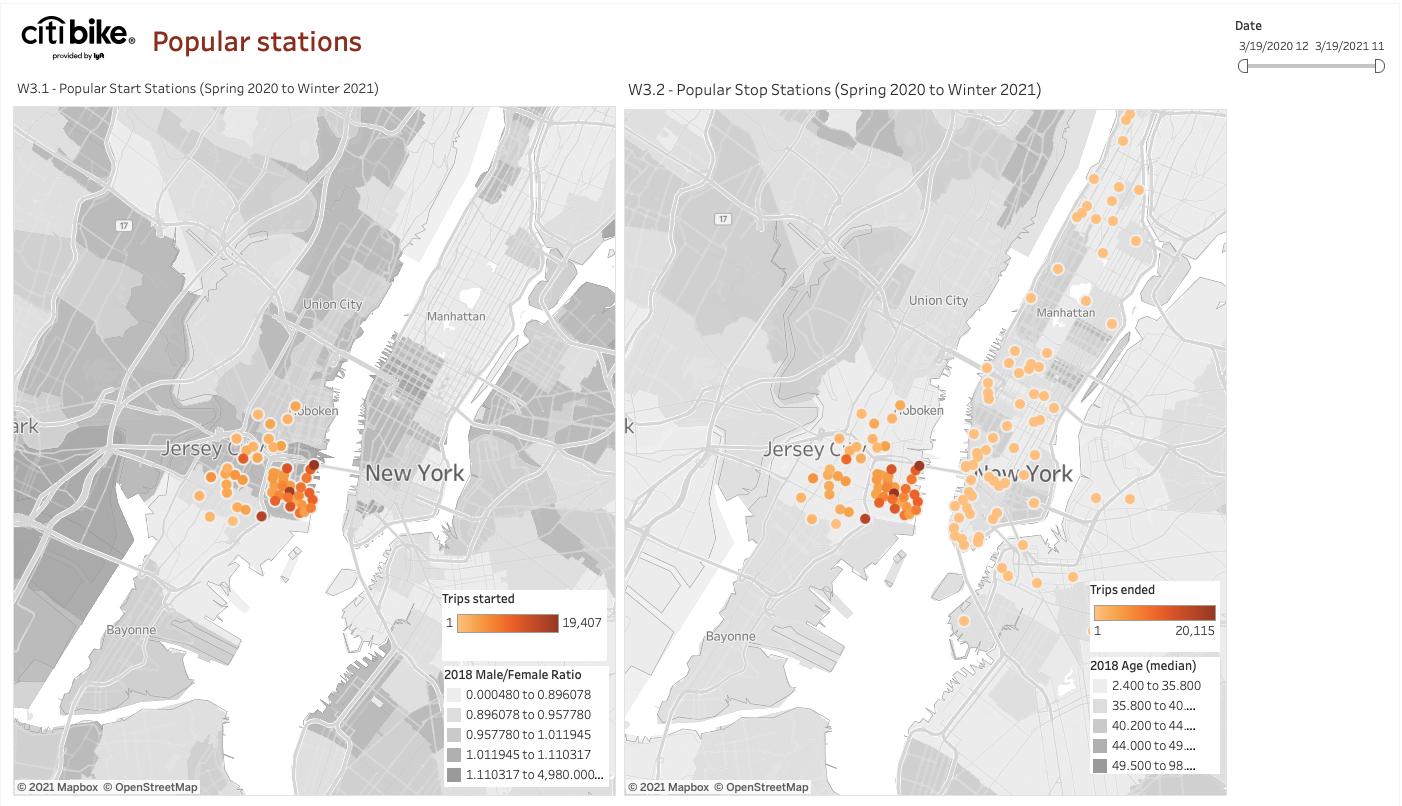 citi bike®
provided by lyft
Popular stations
Date
3/19/2020 12 3/19/2021 11
W3.1 - Popular Start Stations (Spring 2020 to Winter 2021)
W3.2 - Popular Stop Stations (Spring 2020 to Winter 2021)
17
Union City
Manhattan
Hoboken
ark
Jersey City
New York
Bayonne
Trips started
1 19,407
2018 Male/Female Ratio
0.000480 to 0.896078
0.896078 to 0.957780
0.957780 to 1.011945
1.011945 to 1.110317
1.110317 to 4,980.000...
© 2021 Mapbox © OpenStreetMap
17
Union City
Manhattan
Hoboken
k
Jersey City
New York
Bayonne
Trips ended
1 20,115
2018 Age (median)
2.400 to 35.800
35.800 to 40....
40.200 to 44....
44.000 to 49....
49.500 to 98....
© 2021 Mapbox © OpenStreetMap